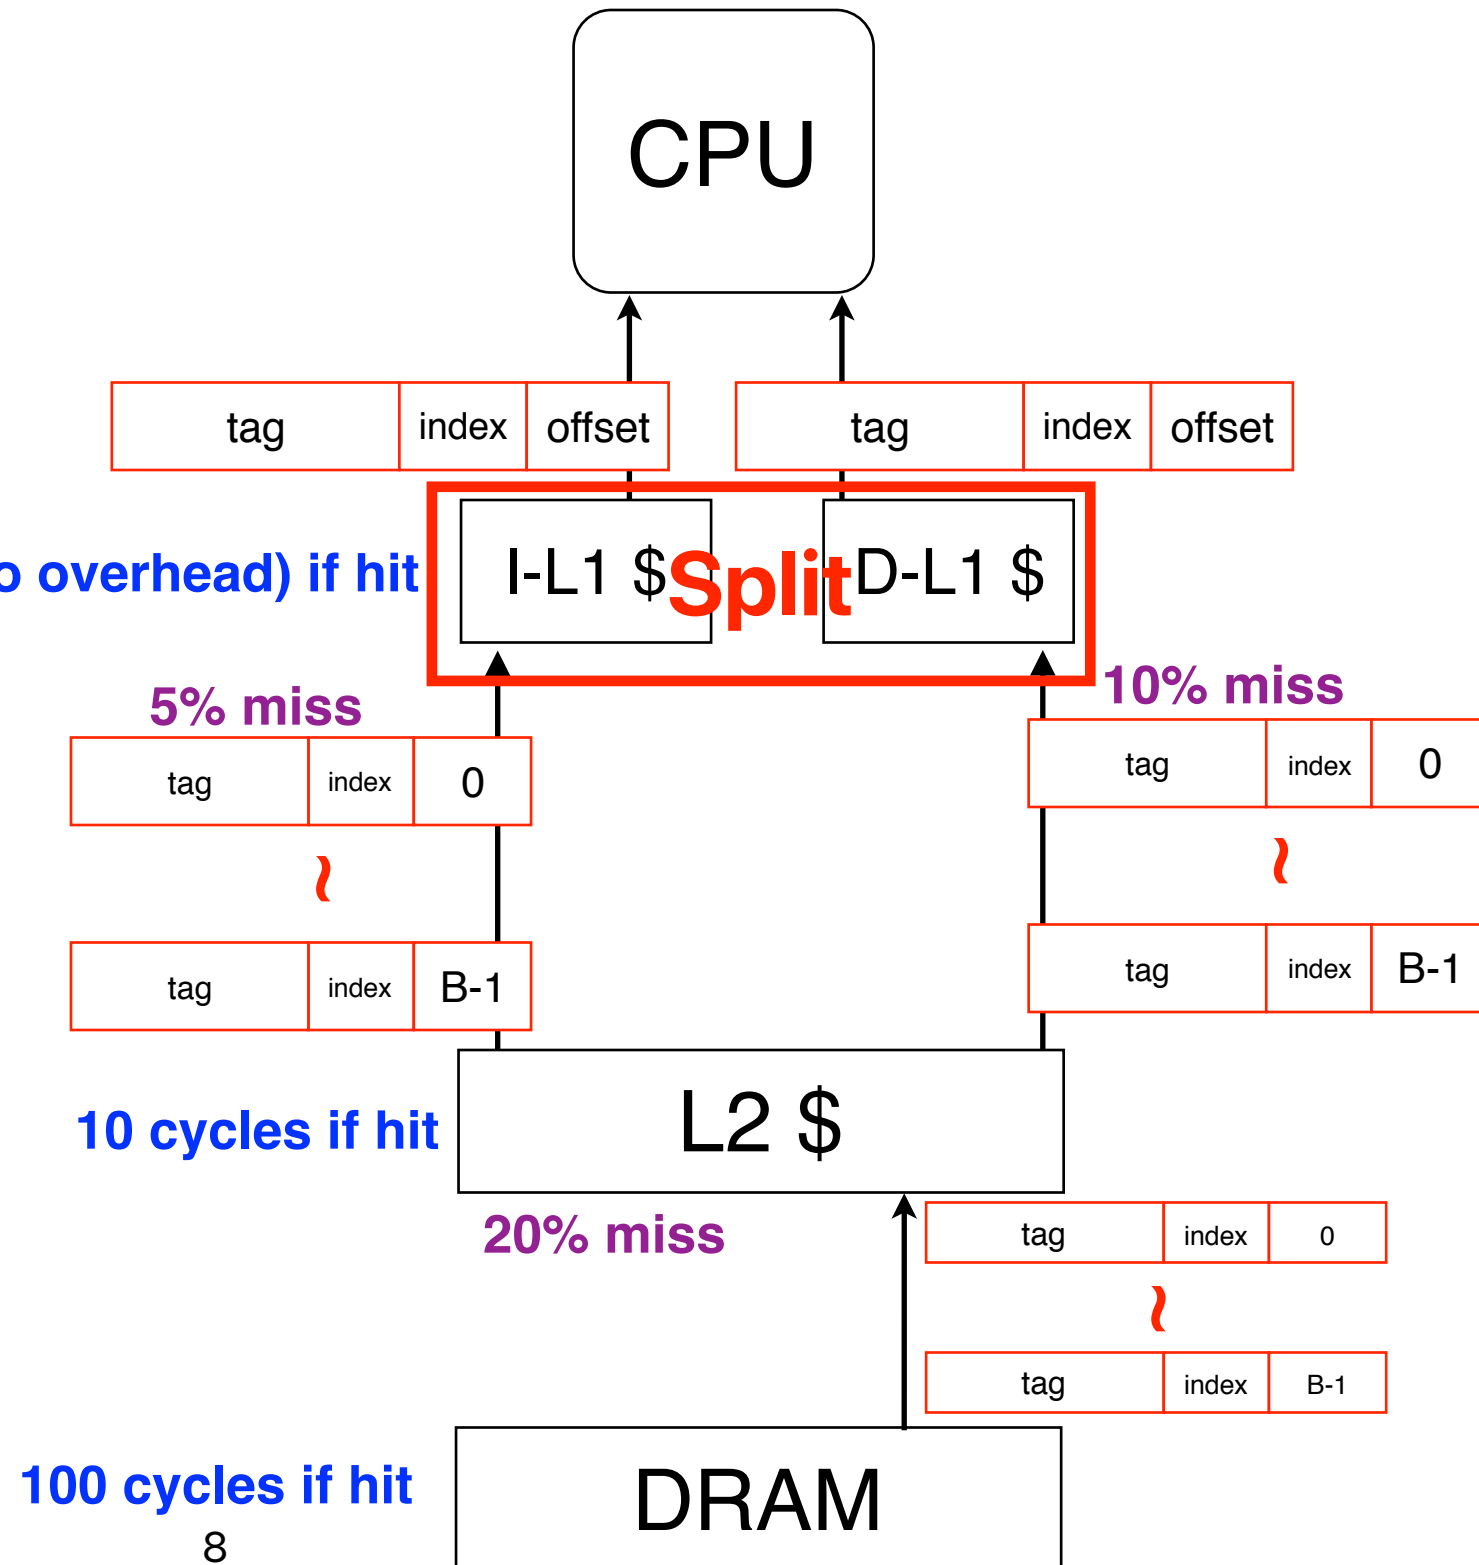 CPU
tag index offset tag index offset
o overhead) if hit I-L1 $ Split D-L1 $
5% miss 10% miss
tag index 0 tag index 0
~ ~
tag index B-1 tag index B-1
10 cycles if hit L2 $
20% miss tag index 0
~
tag index B-1
100 cycles if hit DRAM
8